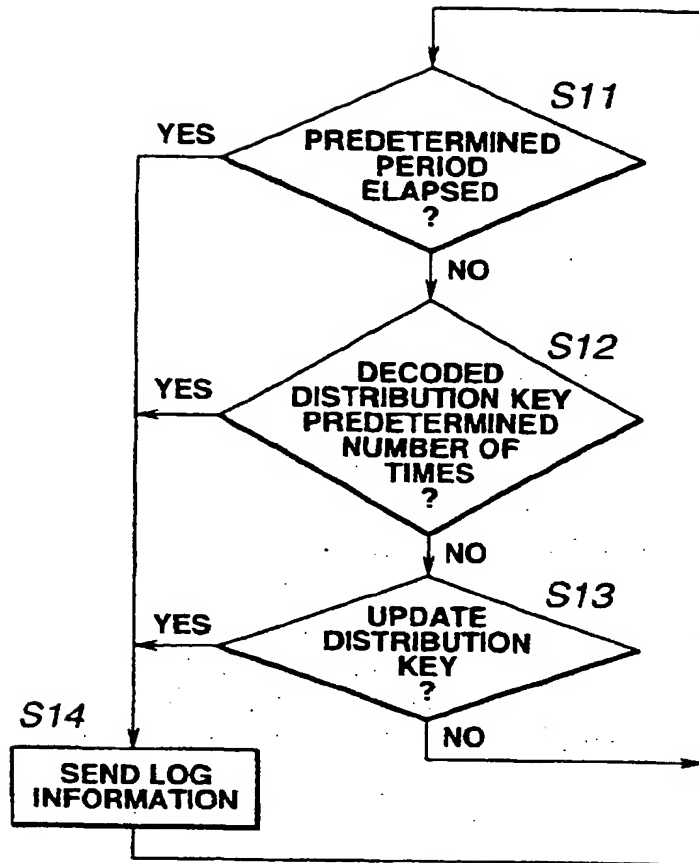 S11
YES
PREDETERMINED
PERIOD
ELAPSED
?
NO
S12
YES
DECODED
DISTRIBUTION KEY
PREDETERMINED
NUMBER OF
TIMES
?
NO
S13
YES
UPDATE
DISTRIBUTION
KEY
?
NO
S14
SEND LOG
INFORMATION